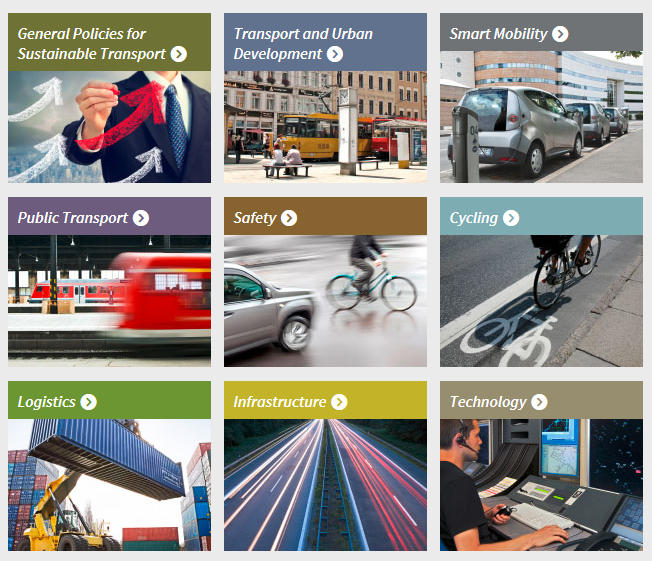 General Policies for
Sustainable Transport
Transport and Urban
Development
Smart Mobility
Public Transport
Safety
Cycling
Logistics
Infrastructure
Technology